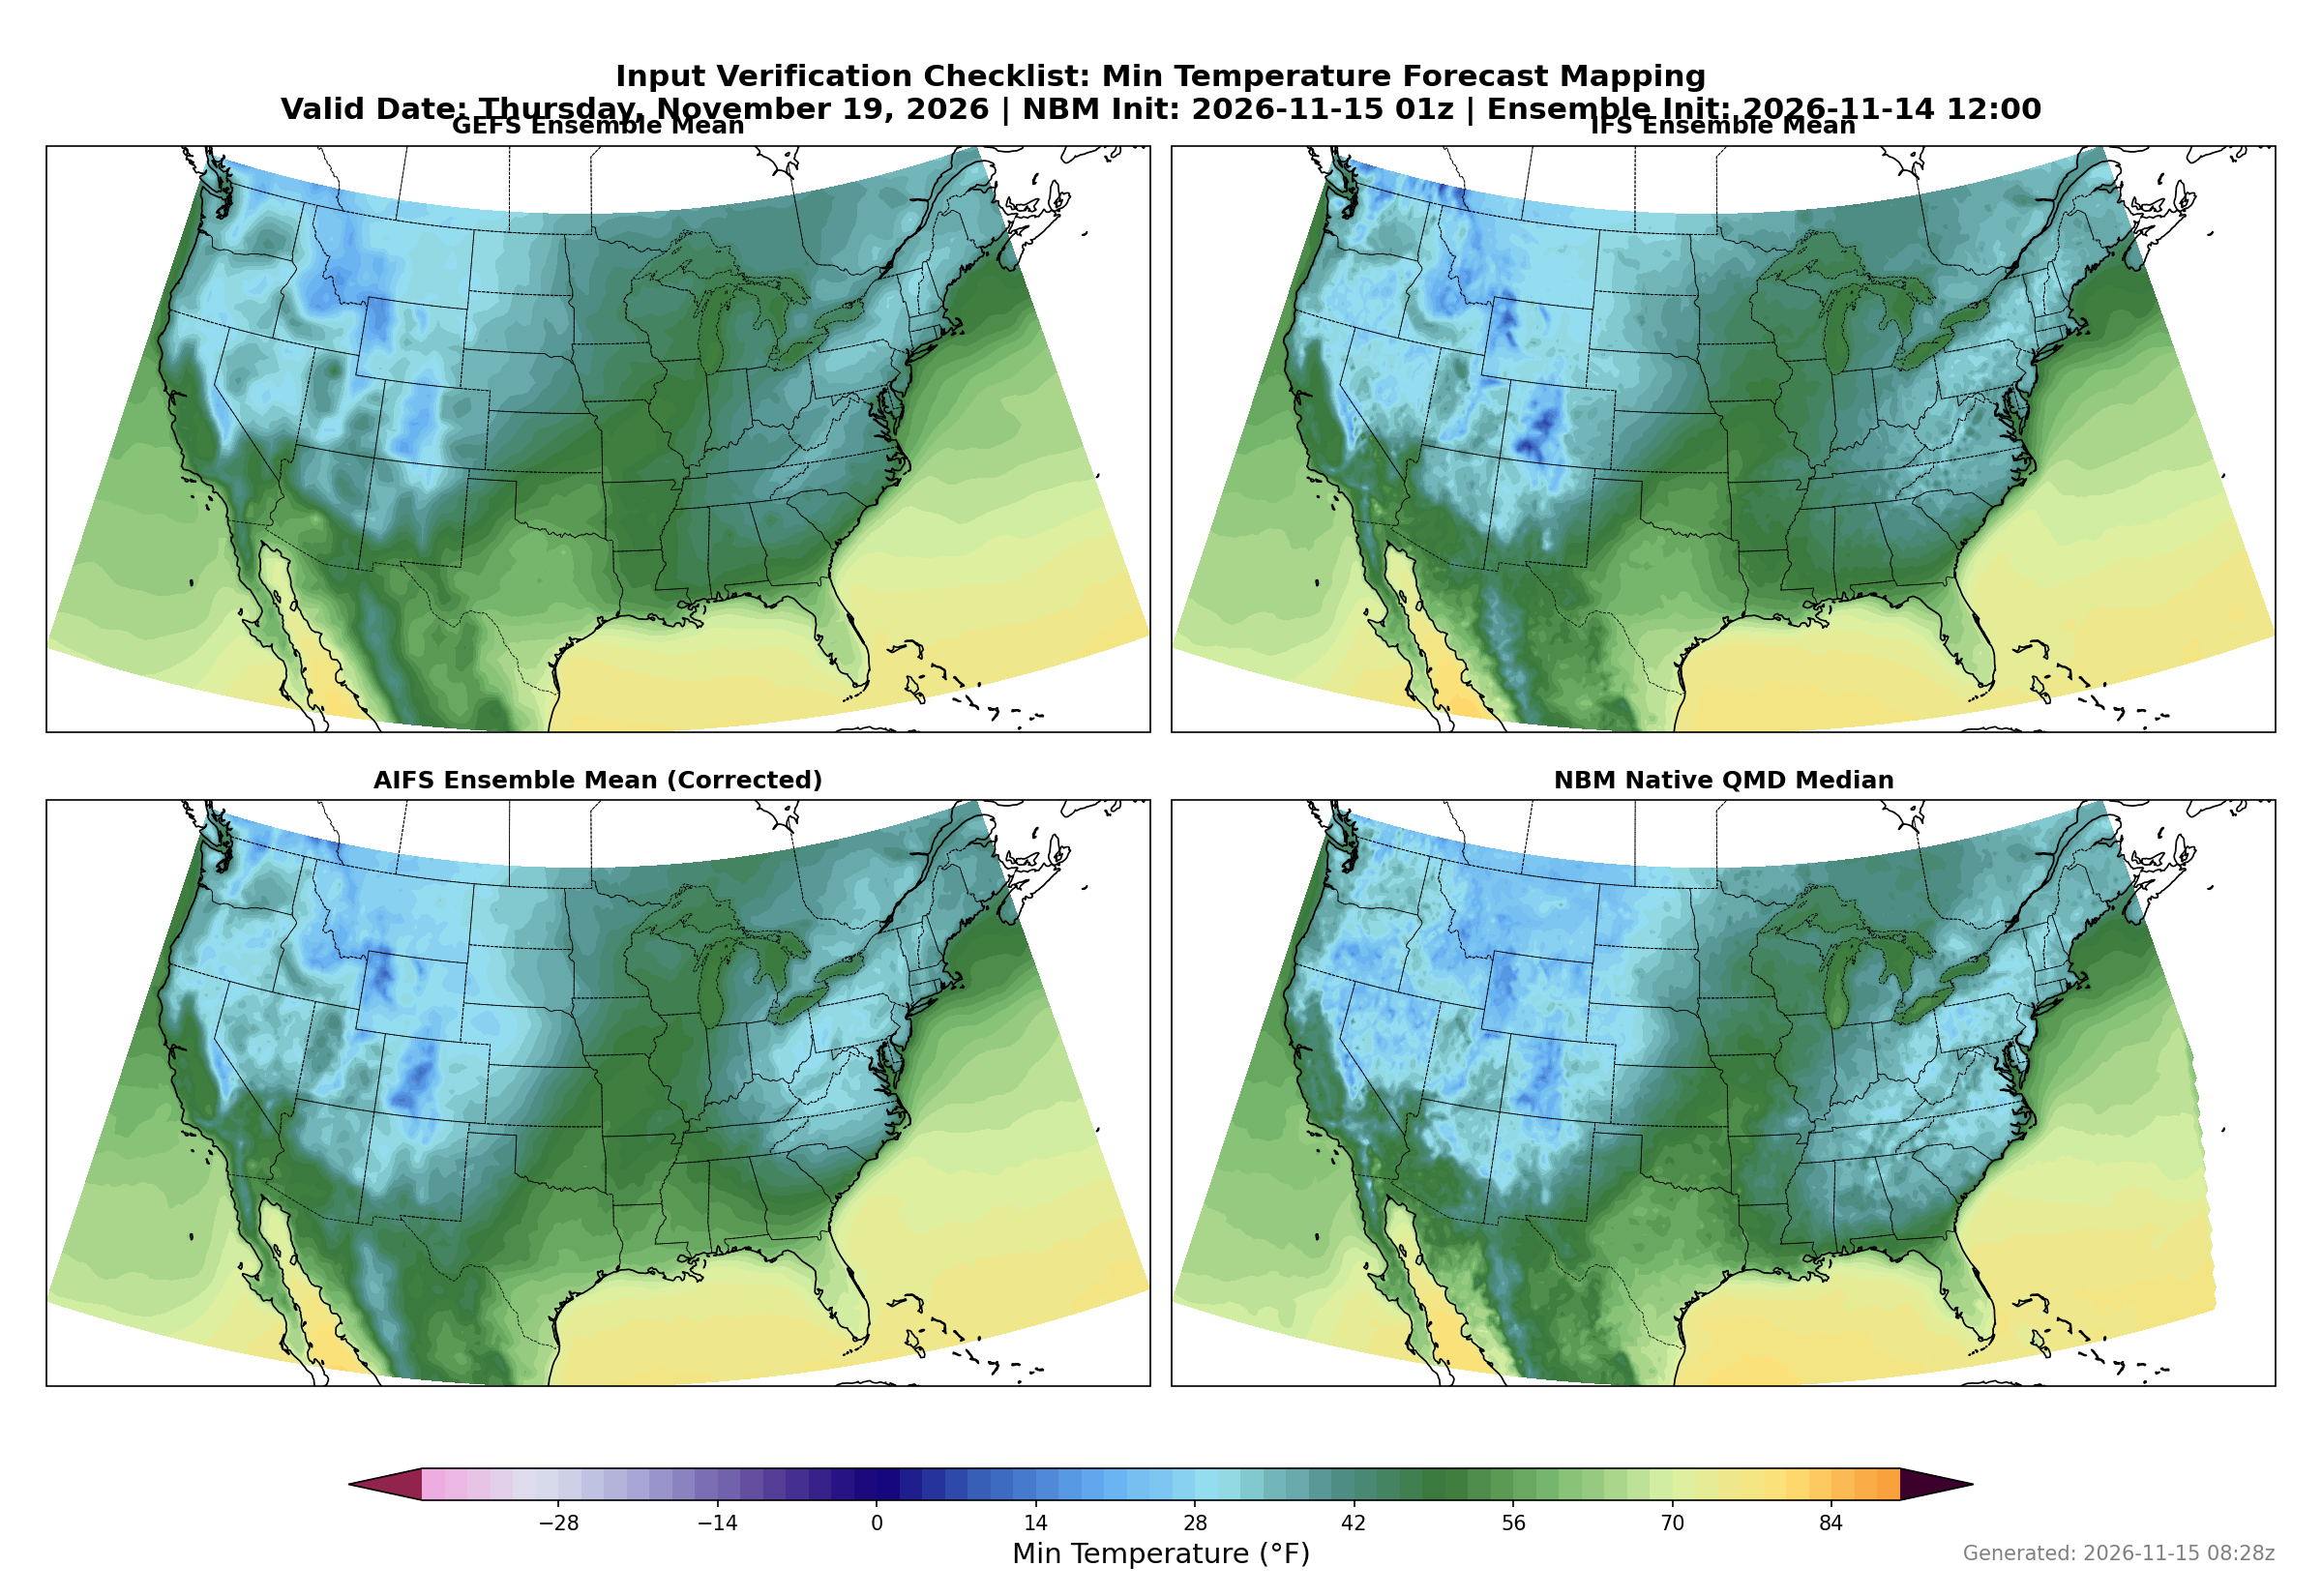 Input Verification Checklist: Min Temperature Forecast Mapping
Valid Date: Thursday, November 19, 2026 | NBM Init: 2026-11-15 01z | Ensemble Init: 2026-11-14 12:00
GEFS Ensemble Mean
IFS Ensemble Mean
AIFS Ensemble Mean (Corrected)
NBM Native QMD Median
−28 −14 0 14 28 42 56 70 84
Min Temperature (°F)
Generated: 2026-11-15 08:28z